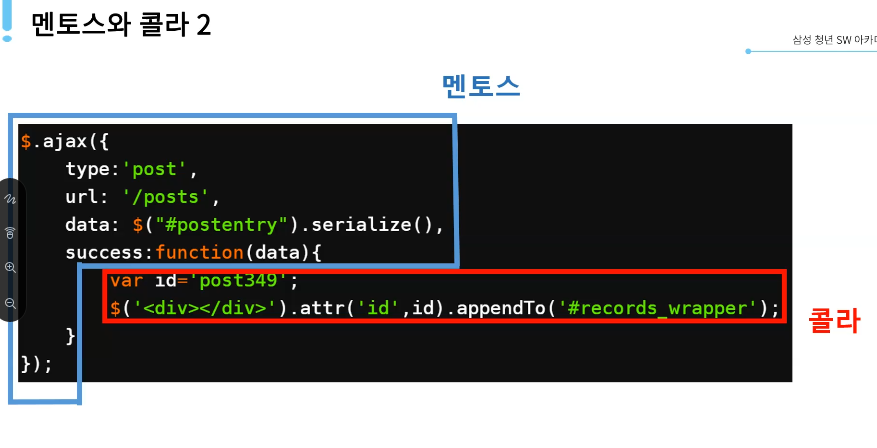 멘토스와 콜라 2
삼성 청년 SW 아카
멘토스
$.ajax({
type:'post',
url: '/posts',
data: $("#postentry").serialize(),
success:function(data){
var id='post349';
$('<div></div>').attr('id',id).appendTo('#records_wrapper');
}
});
콜라